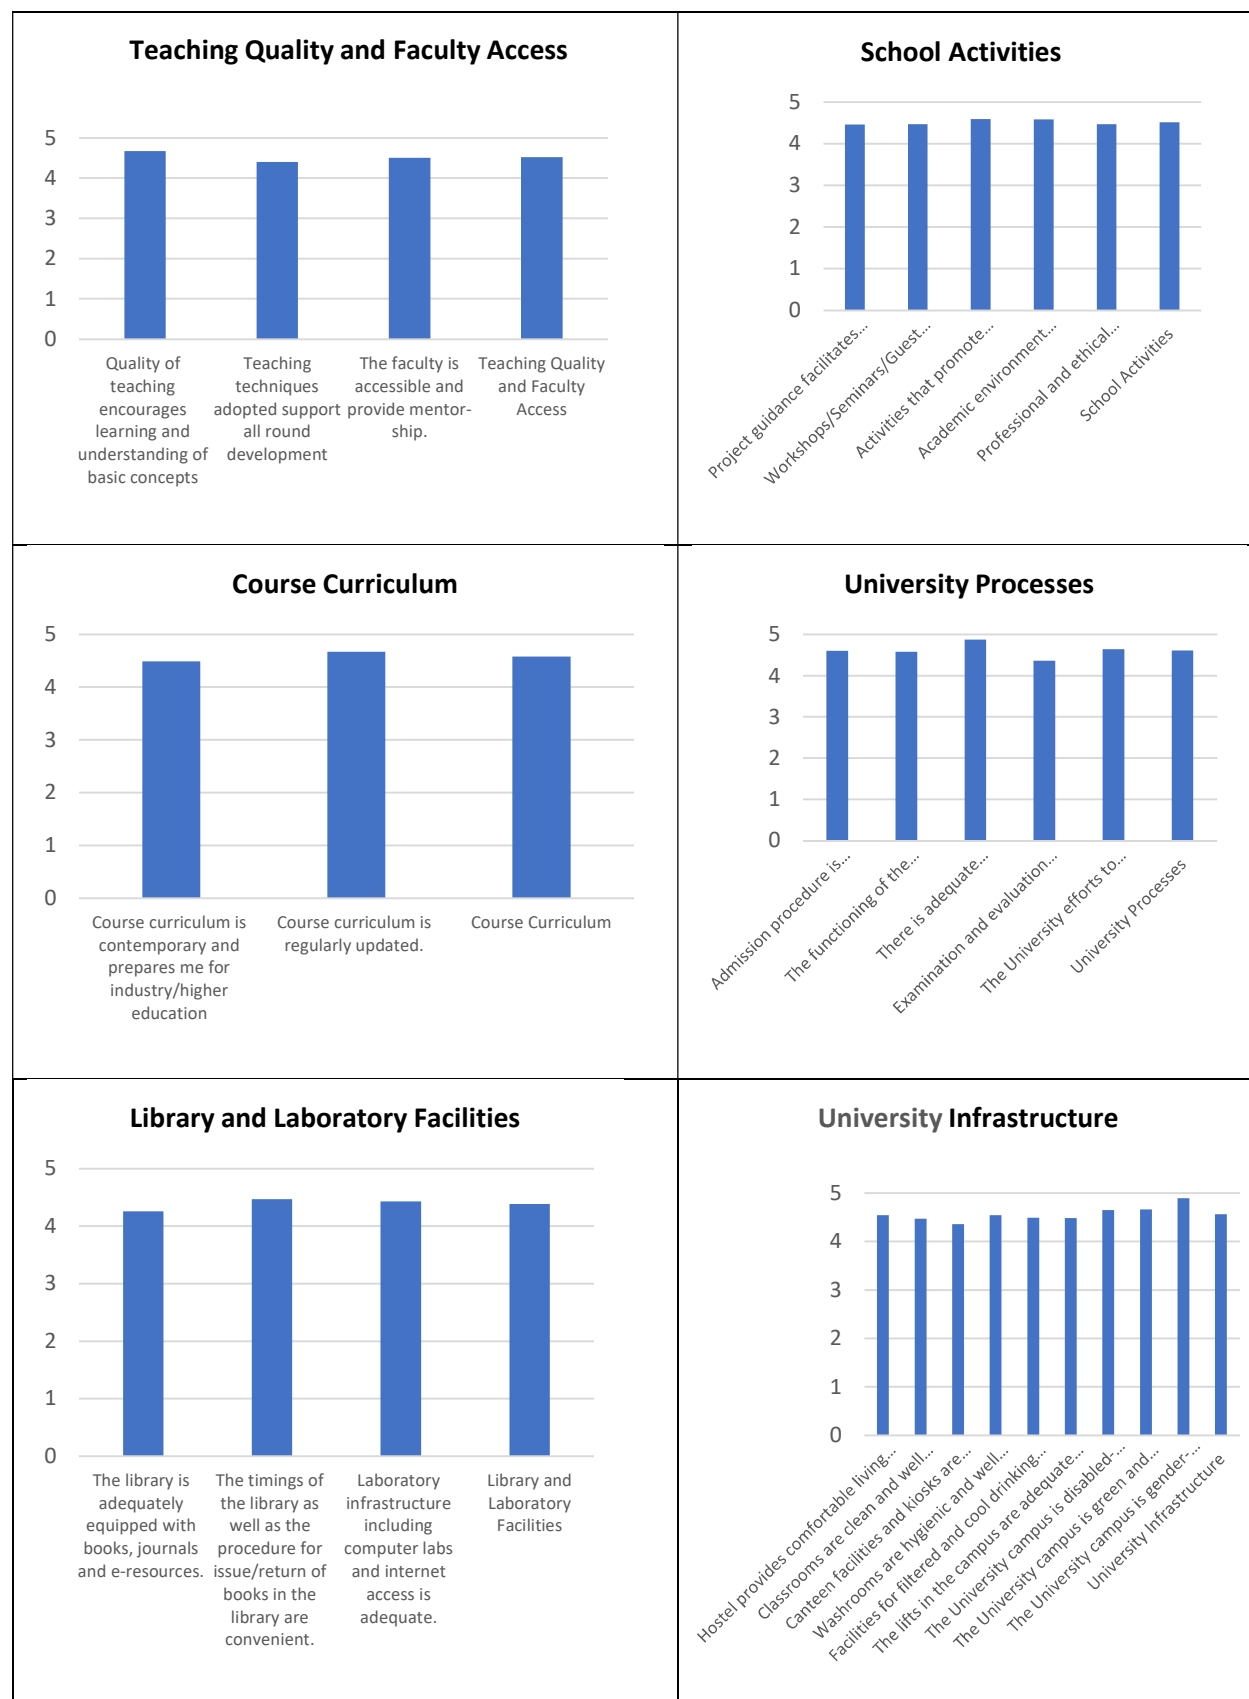 Teaching Quality and Faculty Access
5
4
3
2
1
0
Quality of
teaching
encourages
learning and
understanding of
basic concepts
Teaching
techniques
adopted support
all round
development
The faculty is
accessible and
provide mentor-
ship.
Teaching Quality
and Faculty
Access
School Activities
5
4
3
2
1
0
Project guidance facilitates…
Workshops/Seminars/Guest…
Activities that promote…
Academic environment…
Professional and ethical…
School Activities
Course Curriculum
5
4
3
2
1
0
Course curriculum is
contemporary and
prepares me for
industry/higher
education
Course curriculum is
regularly updated.
Course Curriculum
University Processes
5
4
3
2
1
0
Admission procedure is…
The functioning of the…
There is adequate…
Examination and evaluation…
The University efforts to…
University Processes
Library and Laboratory Facilities
5
4
3
2
1
0
The library is
adequately
equipped with
books, journals
and e-resources.
The timings of
the library as
well as the
procedure for
issue/return of
books in the
library are
convenient.
Laboratory
infrastructure
including
computer labs
and internet
access is
adequate.
Library and
Laboratory
Facilities
University Infrastructure
5
4
3
2
1
0
Hostel provides comfortable living…
Classrooms are clean and well…
Canteen facilities and kiosks are…
Washrooms are hygienic and well…
Facilities for filtered and cool drinking…
The lifts in the campus are adequate…
The University campus is disabled-…
The University campus is green and…
The University campus is gender-…
University Infrastructure